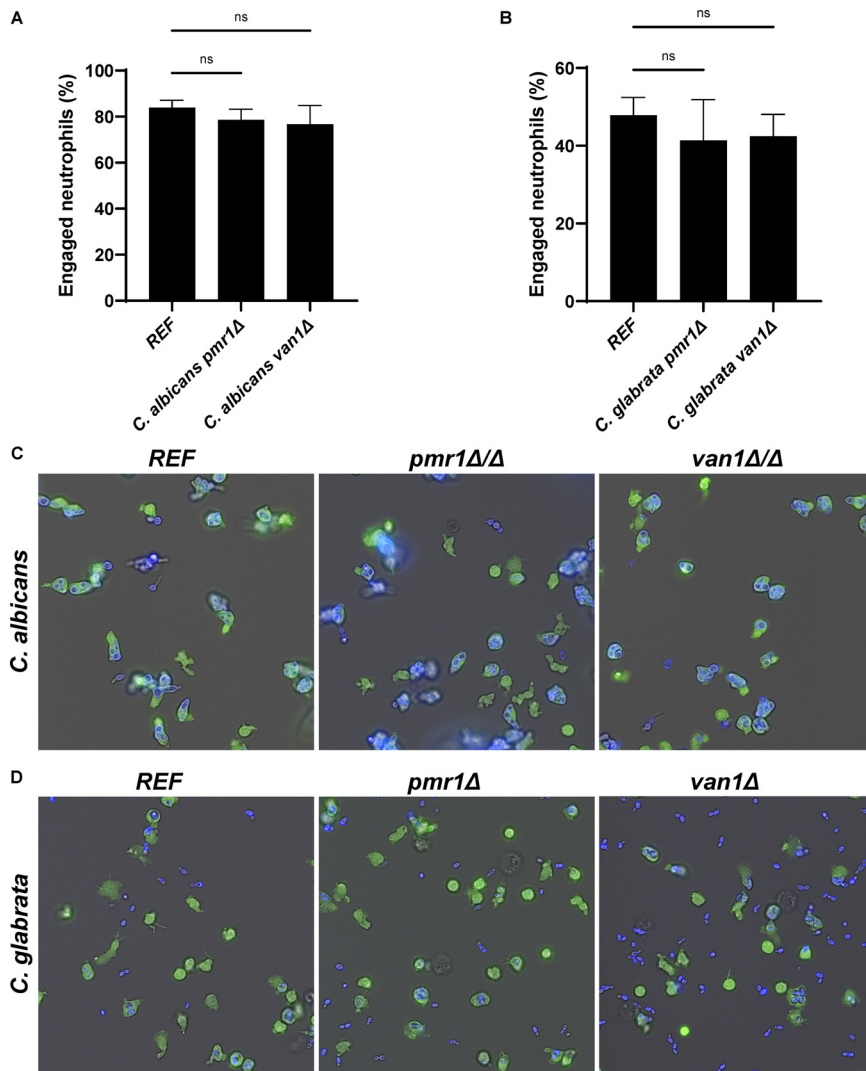 A
ns
ns
Engaged neutrophils (%)
100
80
60
40
20
0
REF
C. albicans pmr1Δ
C. albicans van1Δ
B
ns
ns
Engaged neutrophils (%)
60
40
20
0
REF
C. glabrata pmr1Δ
C. glabrata van1Δ
C
REF
pmr1Δ/Δ
van1Δ/Δ
C. albicans
D
REF
pmr1Δ
van1Δ
C. glabrata